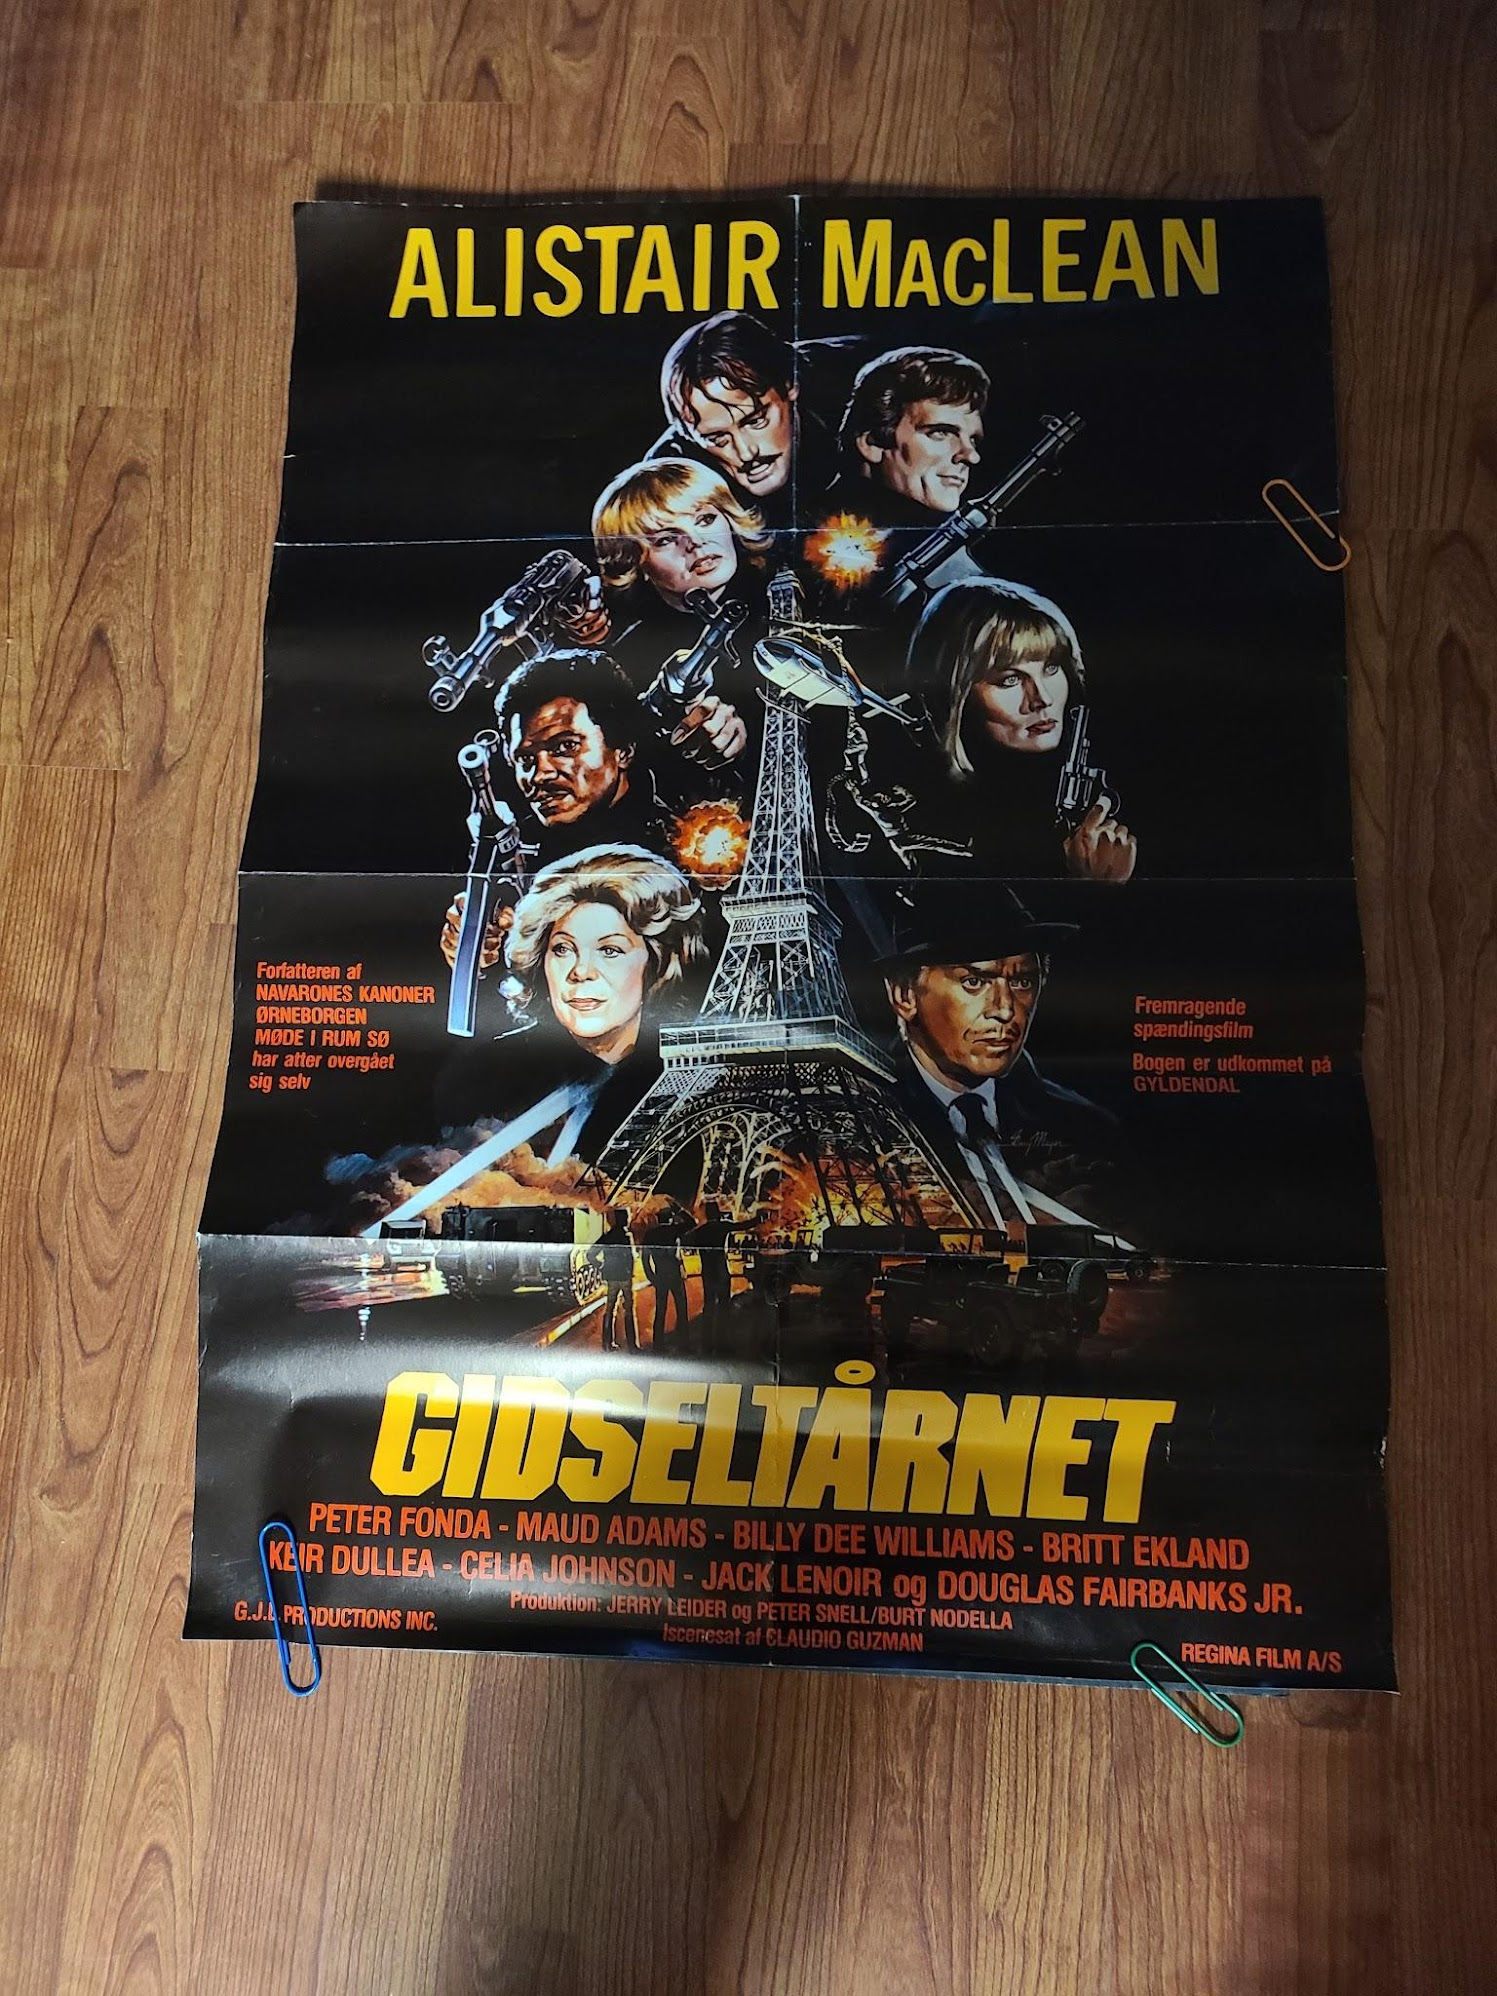 ALISTAIR MACLEAN
Forfatteren af
NAVARONES KANONER
ØRNEBORGEN
MØDE I RUM SØ
har atter overgået
sig selv
Fremragende
spændingsfilm
Bogen er udkommet på
GYLDENDAL
GIDSELTÅRNET
PETER FONDA - MAUD ADAMS - BILLY DEE WILLIAMS - BRITT EKLAND
KEIR DULLEA - CELIA JOHNSON - JACK LENOIR og DOUGLAS FAIRBANKS JR.
Produktion: JERRY LEIDER og PETER SNELL/BURT NODELLA
G.J.L. PRODUCTIONS INC.
Iscenesat af CLAUDIO GUZMAN
REGINA FILM A/S